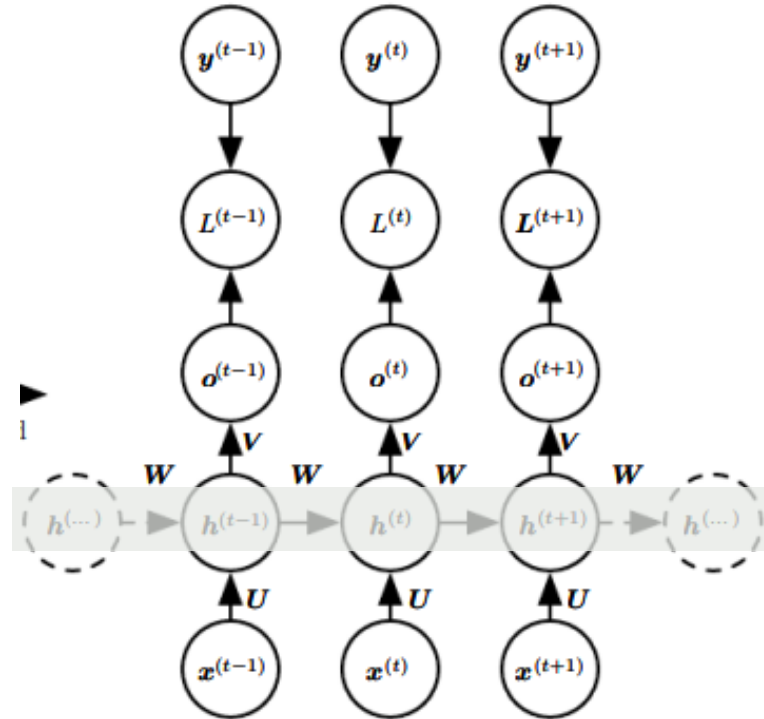 y^(t−1) y^(t) y^(t+1)
L^(t−1) L^(t) L^(t+1)
o^(t−1) o^(t) o^(t+1)
V V V
W W W W
h^(...) h^(t−1) h^(t) h^(t+1) h^(...)
U U U
x^(t−1) x^(t) x^(t+1)